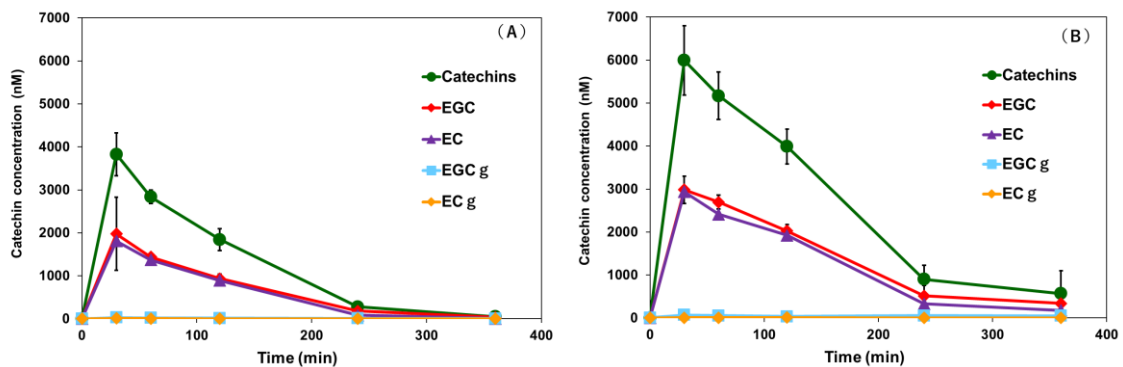 (A)
7000
6000
5000
4000
3000
2000
1000
0
Catechin concentration (nM)
0 100 200 300 400
Time (min)
Catechins
EGC
EC
EGC g
EC g
(B)
7000
6000
5000
4000
3000
2000
1000
0
Catechin concentration (nM)
0 100 200 300 400
Time (min)
Catechins
EGC
EC
EGC g
EC g